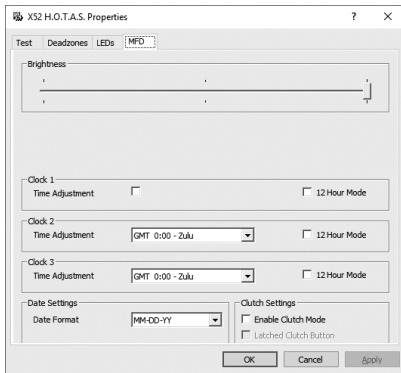 X52 H.O.T.A.S. Properties ? X
Test Deadzones LEDs MFD
Brightness
Clock 1
Time Adjustment 12 Hour Mode
Clock 2
Time Adjustment GMT 0:00 - Zulu 12 Hour Mode
Clock 3
Time Adjustment GMT 0:00 - Zulu 12 Hour Mode
Date Settings Clutch Settings
Date Format MM-DD-YY Enable Clutch Mode
Latched Clutch Button
OK Cancel Apply